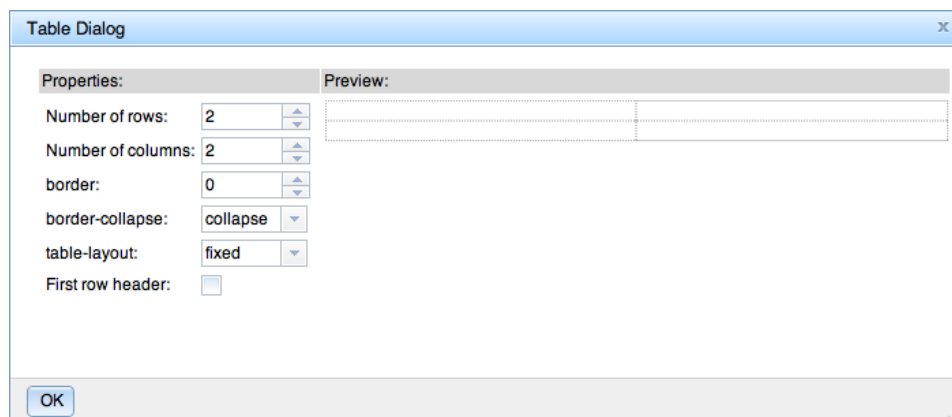 Table Dialog x
Properties: Preview:
Number of rows: 2
Number of columns: 2
border: 0
border-collapse: collapse
table-layout: fixed
First row header:
OK